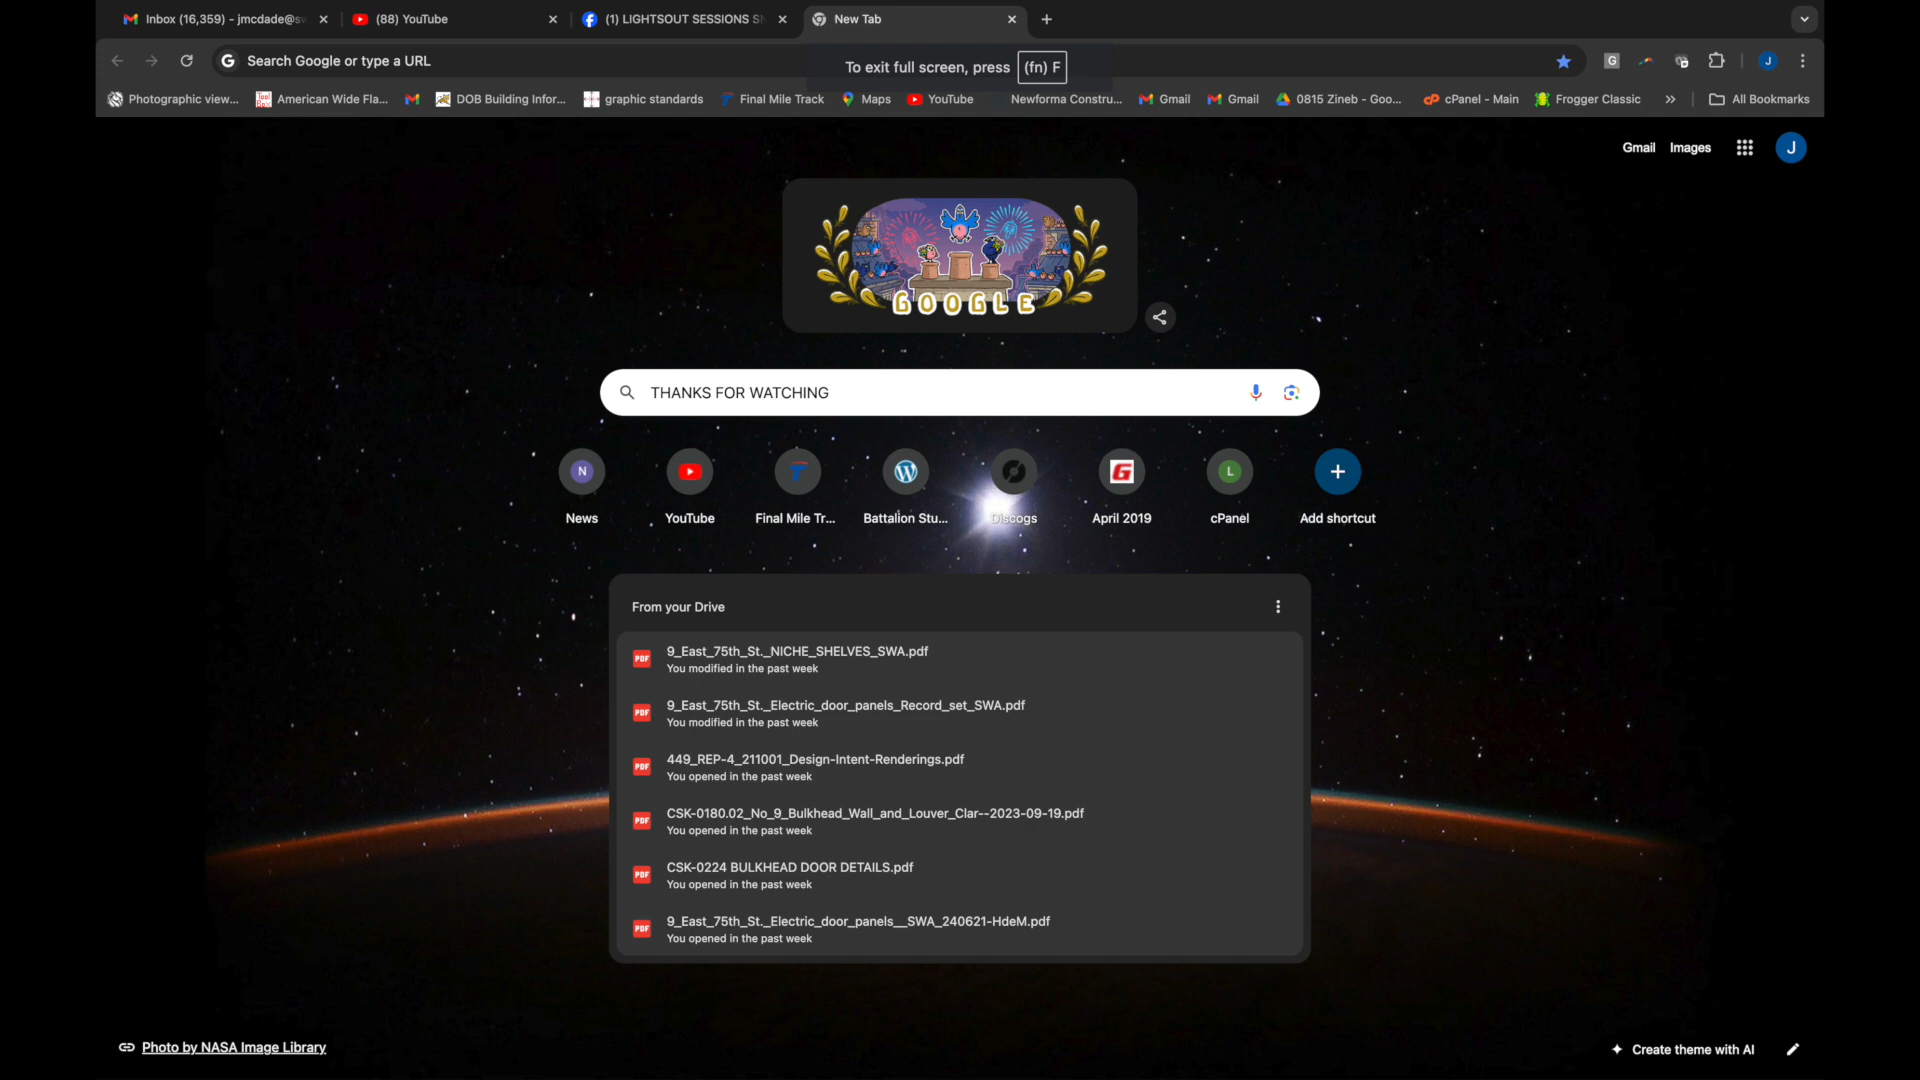 Inbox (16,359) - jmcdade@sw
(88) YouTube
(1) LIGHTSOUT SESSIONS SN
New Tab
Search Google or type a URL
To exit full screen, press (fn) F
Photographic view...
American Wide Fla...
DOB Building Infor...
graphic standards
Final Mile Track
Maps
YouTube
Newforma Constru...
Gmail
Gmail
0815 Zineb - Goo...
cPanel - Main
Frogger Classic
All Bookmarks
Gmail
Images
J
GOOGLE
THANKS FOR WATCHING
News
YouTube
Final Mile Tr...
Battalion Stu...
Discogs
April 2019
cPanel
Add shortcut
From your Drive
9_East_75th_St._NICHE_SHELVES_SWA.pdf
You modified in the past week
9_East_75th_St._Electric_door_panels_Record_set_SWA.pdf
You modified in the past week
449_REP-4_211001_Design-Intent-Renderings.pdf
You opened in the past week
CSK-0180.02_No_9_Bulkhead_Wall_and_Louver_Clar--2023-09-19.pdf
You opened in the past week
CSK-0224 BULKHEAD DOOR DETAILS.pdf
You opened in the past week
9_East_75th_St._Electric_door_panels__SWA_240621-HdeM.pdf
You opened in the past week
Photo by NASA Image Library
Create theme with AI